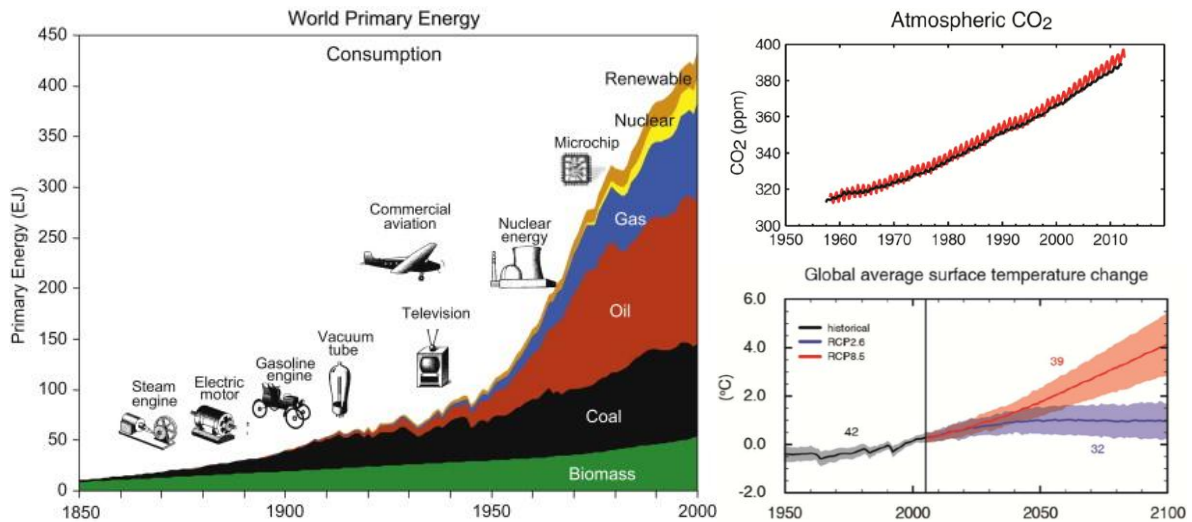 World Primary Energy
Consumption
Primary Energy (EJ)
450
400
350
300
250
200
150
100
50
0
1850
1900
1950
2000
Renewable
Nuclear
Microchip
Gas
Commercial
aviation
Nuclear
energy
Oil
Television
Vacuum
tube
Gasoline
engine
Electric
motor
Steam
engine
Coal
Biomass
Atmospheric CO₂
CO₂ (ppm)
400
380
360
340
320
300
1950
1960
1970
1980
1990
2000
2010
Global average surface temperature change
(°C)
6.0
4.0
2.0
0.0
-2.0
historical
RCP2.6
RCP8.5
39
42
32
1950
2000
2050
2100